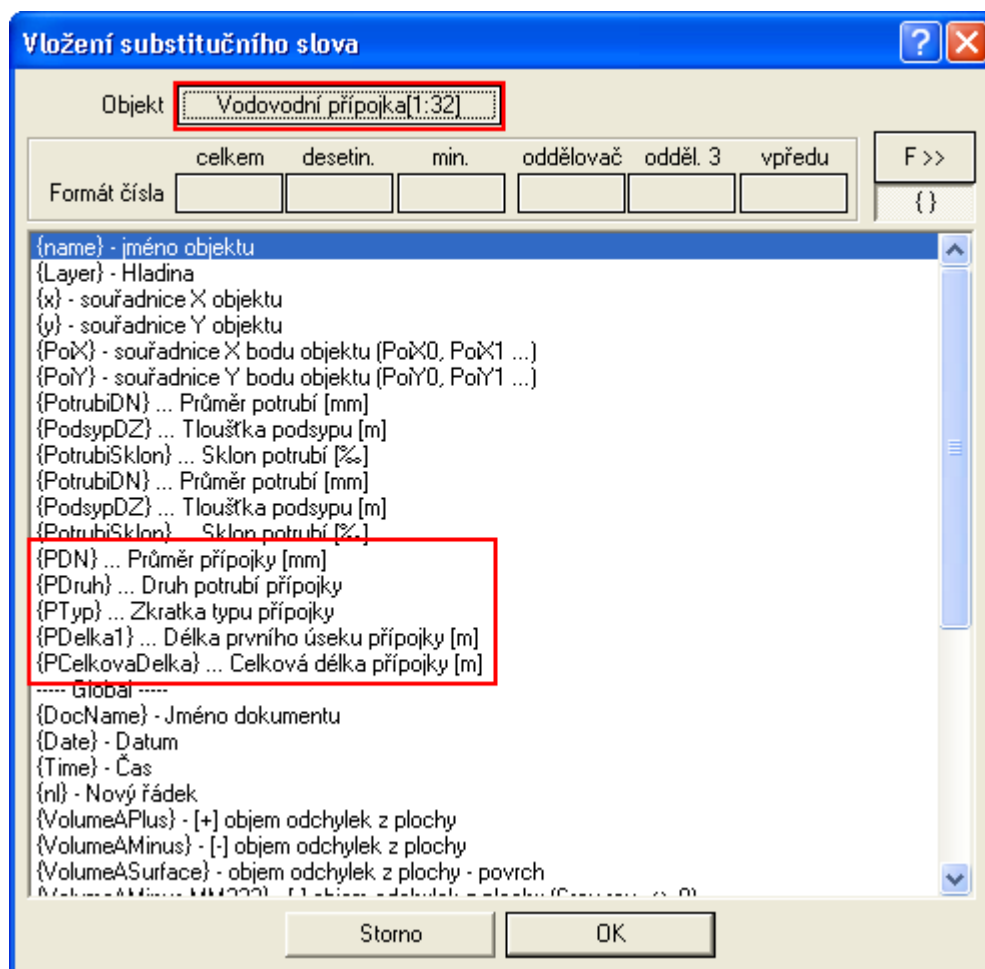 Vložení substitučního slova
Objekt Vodovodní přípojka[1:32]
celkem desetin. min. oddělovač odděl. 3 vpředu F >>
Formát čísla { }
{name} - jméno objektu
{Layer} - Hladina
{x} - souřadnice X objektu
{y} - souřadnice Y objektu
{PoiX} - souřadnice X bodu objektu (PoiX0, PoiX1 ...)
{PoiY} - souřadnice Y bodu objektu (PoiY0, PoiY1 ...)
{PotrubiDN} ... Průměr potrubí [mm]
{PodsypDZ} ... Tloušťka podsypu [m]
{PotrubiSklon} ... Sklon potrubí [‰]
{PotrubiDN} ... Průměr potrubí [mm]
{PodsypDZ} ... Tloušťka podsypu [m]
{PotrubiSklon} ... Sklon potrubí [‰]
{PDN} ... Průměr přípojky [mm]
{PDruh} ... Druh potrubí přípojky
{PTyp} ... Zkratka typu přípojky
{PDelka1} ... Délka prvního úseku přípojky [m]
{PCelkovaDelka} ... Celková délka přípojky [m]
----- Global -----
{DocName} - Jméno dokumentu
{Date} - Datum
{Time} - Čas
{nl} - Nový řádek
{VolumeAPlus} - [+] objem odchylek z plochy
{VolumeAMinus} - [-] objem odchylek z plochy
{VolumeASurface} - objem odchylek z plochy - povrch
Storno OK